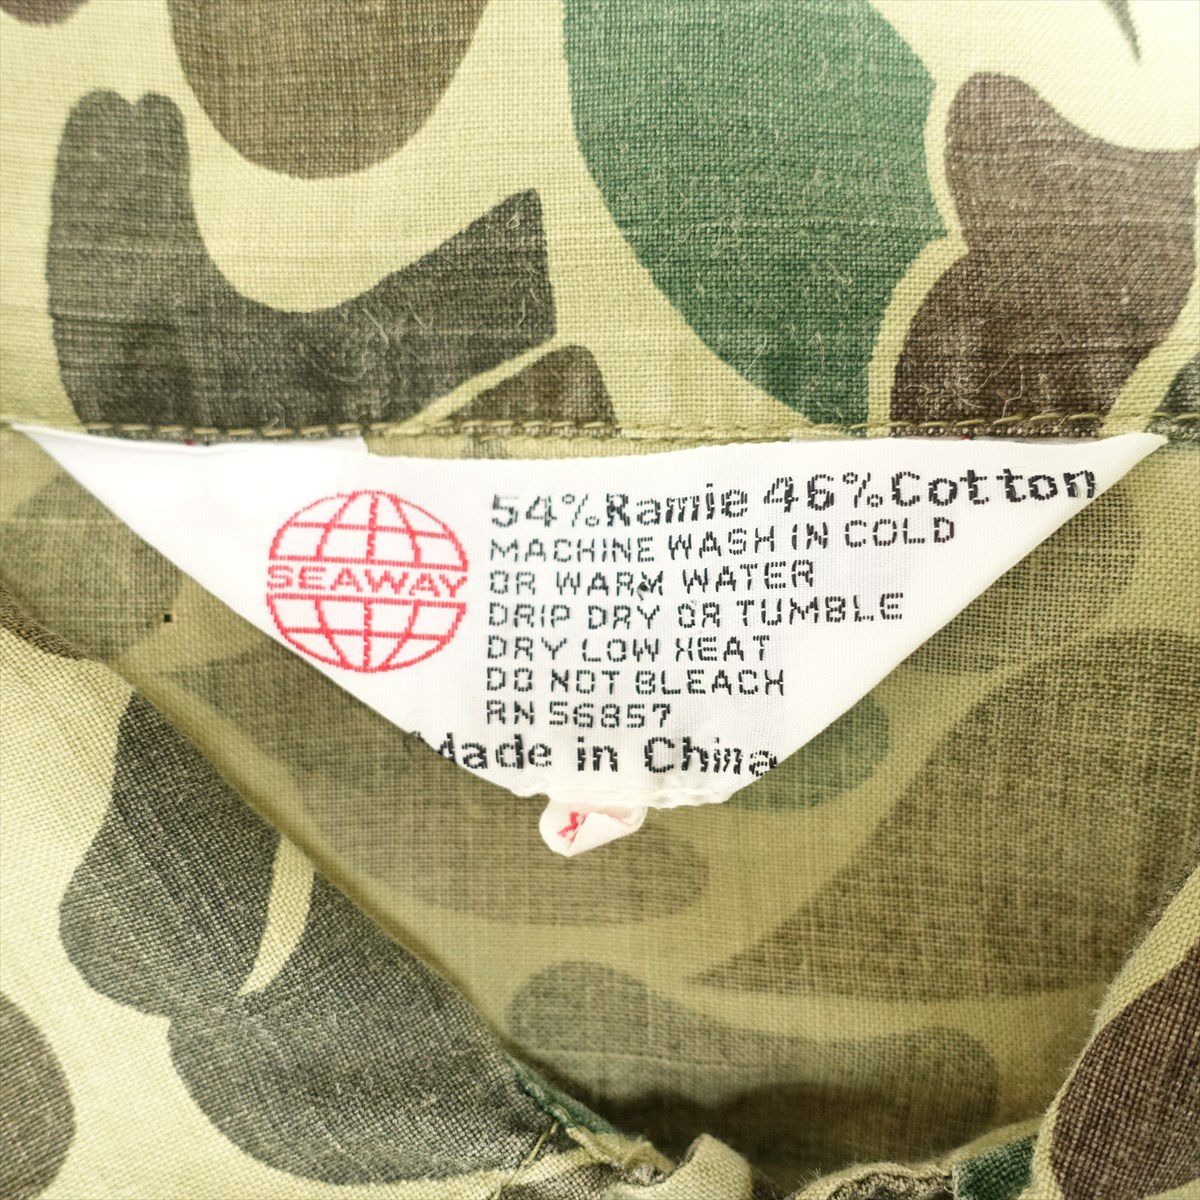 SEAWAY
54% Ramie 46% Cotton
MACHINE WASH IN COLD
OR WARM WATER
DRIP DRY OR TUMBLE
DRY LOW HEAT
DO NOT BLEACH
RN 56857
Made in China